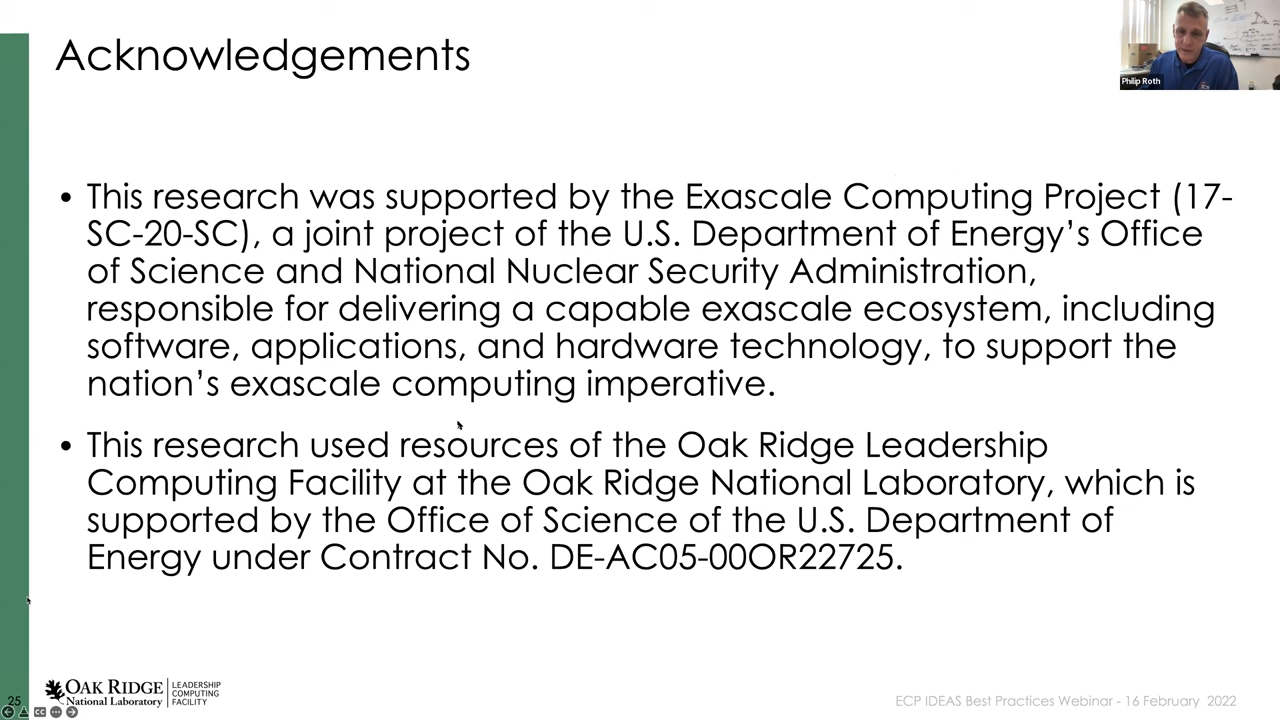 Acknowledgements
Philip Roth
• This research was supported by the Exascale Computing Project (17-
SC-20-SC), a joint project of the U.S. Department of Energy’s Office
of Science and National Nuclear Security Administration,
responsible for delivering a capable exascale ecosystem, including
software, applications, and hardware technology, to support the
nation’s exascale computing imperative.
• This research used resources of the Oak Ridge Leadership
Computing Facility at the Oak Ridge National Laboratory, which is
supported by the Office of Science of the U.S. Department of
Energy under Contract No. DE-AC05-00OR22725.
25
OAK RIDGE
National Laboratory
LEADERSHIP
COMPUTING
FACILITY
ECP IDEAS Best Practices Webinar - 16 February 2022